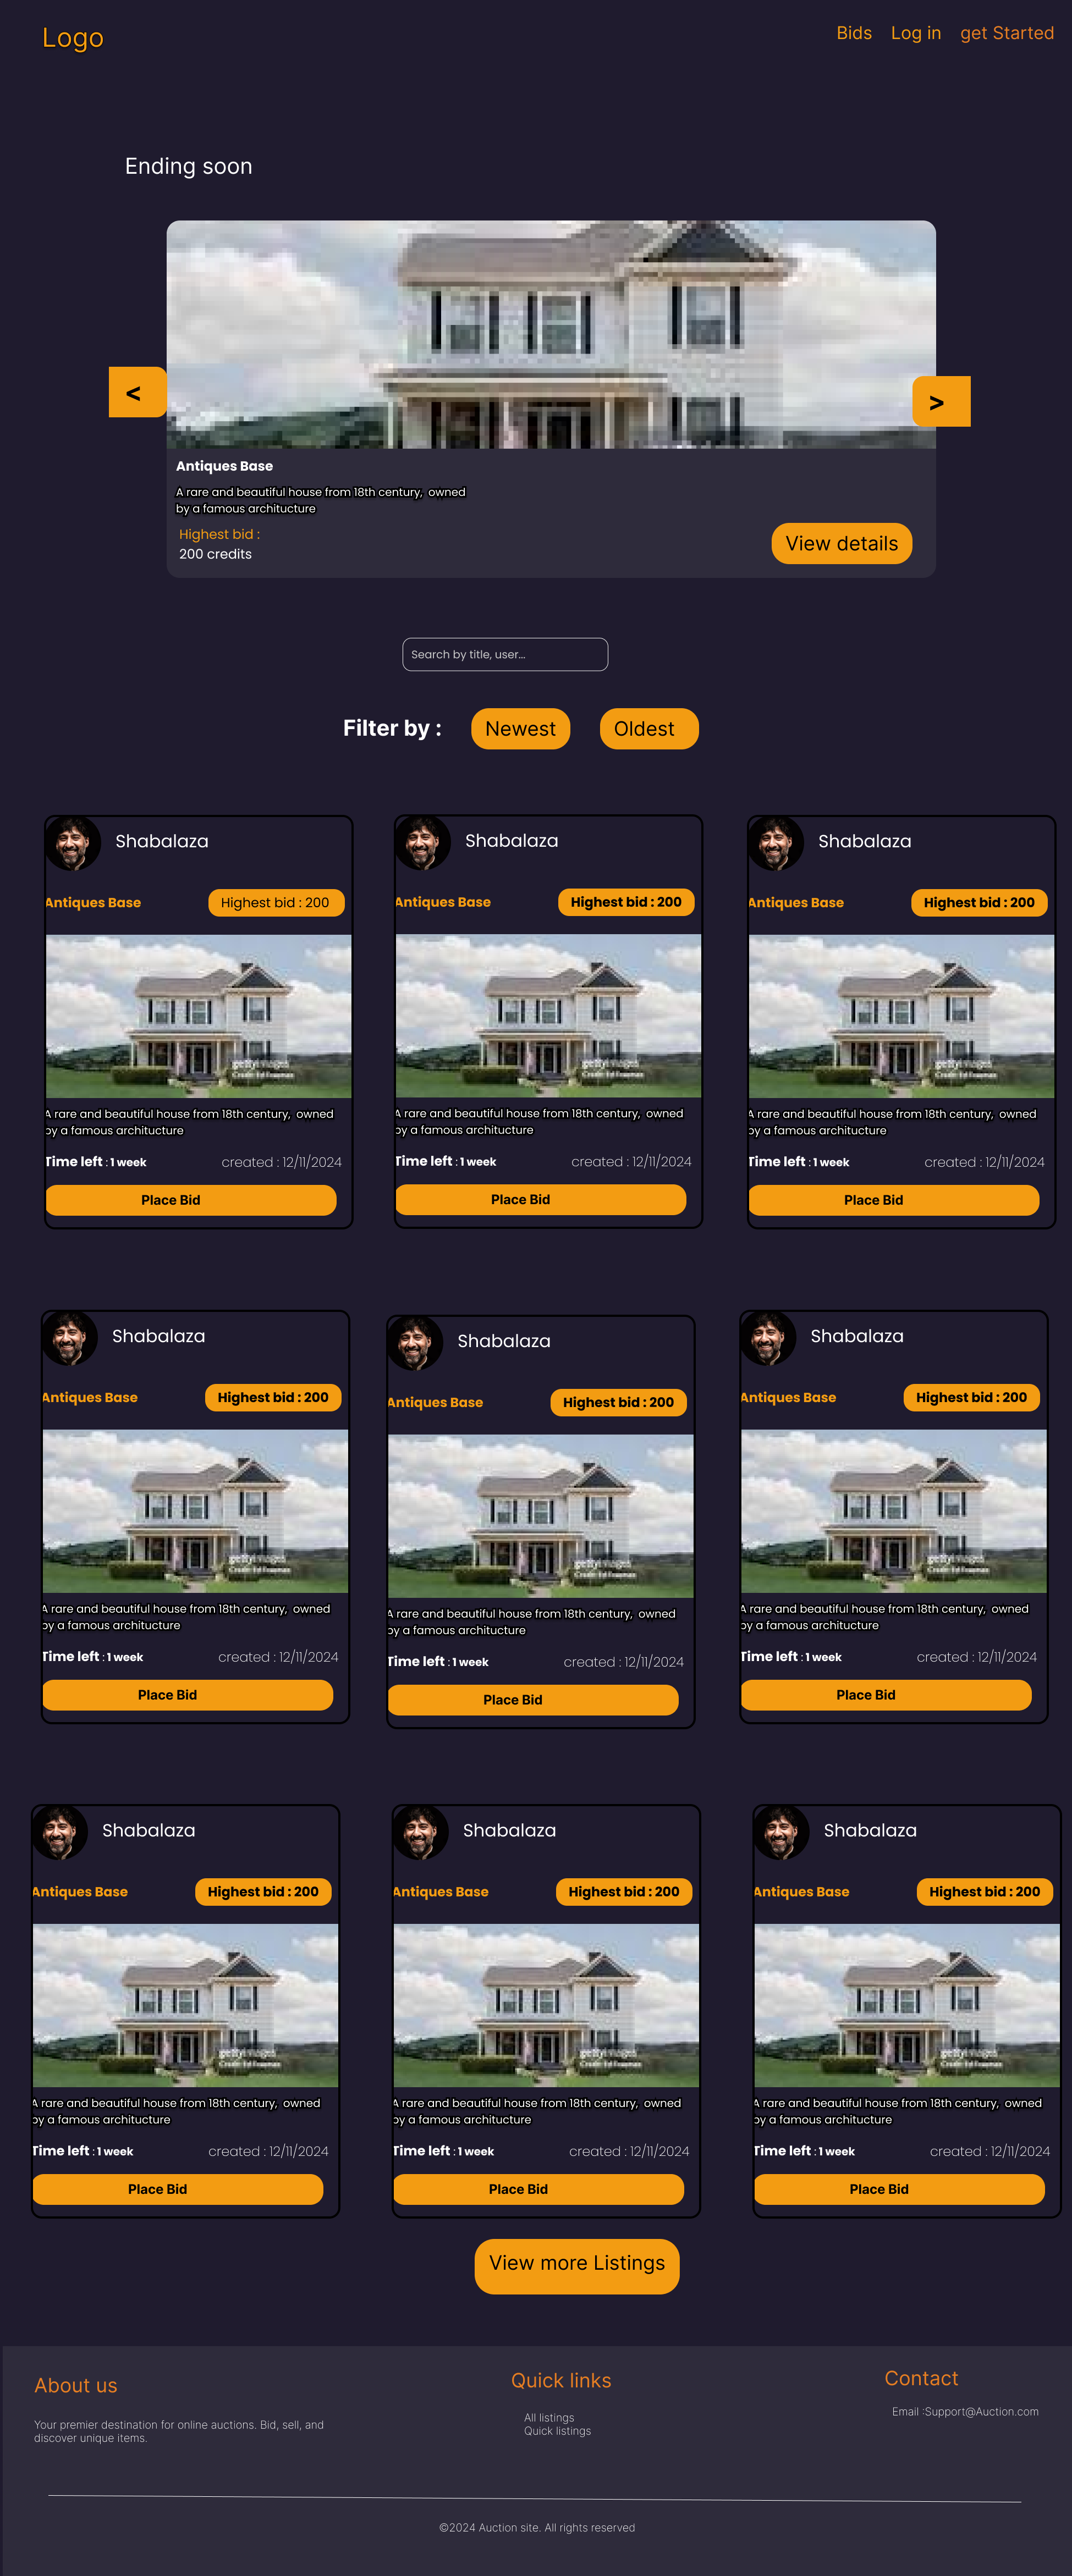 Logo
Bids Log in get Started
Ending soon
<
>
Antiques Base
A rare and beautiful house from 18th century, owned
by a famous architucture
Highest bid :
200 credits
View details
Search by title, user...
Filter by : Newest Oldest
Shabalaza
Antiques Base Highest bid : 200
A rare and beautiful house from 18th century, owned
by a famous architucture
Time left : 1 week created : 12/11/2024
Place Bid
Shabalaza
Antiques Base Highest bid : 200
A rare and beautiful house from 18th century, owned
by a famous architucture
Time left : 1 week created : 12/11/2024
Place Bid
Shabalaza
Antiques Base Highest bid : 200
A rare and beautiful house from 18th century, owned
by a famous architucture
Time left : 1 week created : 12/11/2024
Place Bid
Shabalaza
Antiques Base Highest bid : 200
A rare and beautiful house from 18th century, owned
by a famous architucture
Time left : 1 week created : 12/11/2024
Place Bid
Shabalaza
Antiques Base Highest bid : 200
A rare and beautiful house from 18th century, owned
by a famous architucture
Time left : 1 week created : 12/11/2024
Place Bid
Shabalaza
Antiques Base Highest bid : 200
A rare and beautiful house from 18th century, owned
by a famous architucture
Time left : 1 week created : 12/11/2024
Place Bid
Shabalaza
Antiques Base Highest bid : 200
A rare and beautiful house from 18th century, owned
by a famous architucture
Time left : 1 week created : 12/11/2024
Place Bid
Shabalaza
Antiques Base Highest bid : 200
A rare and beautiful house from 18th century, owned
by a famous architucture
Time left : 1 week created : 12/11/2024
Place Bid
Shabalaza
Antiques Base Highest bid : 200
A rare and beautiful house from 18th century, owned
by a famous architucture
Time left : 1 week created : 12/11/2024
Place Bid
View more Listings
About us
Your premier destination for online auctions. Bid, sell, and
discover unique items.
Quick links
All listings
Quick listings
Contact
Email :Support@Auction.com
©2024 Auction site. All rights reserved